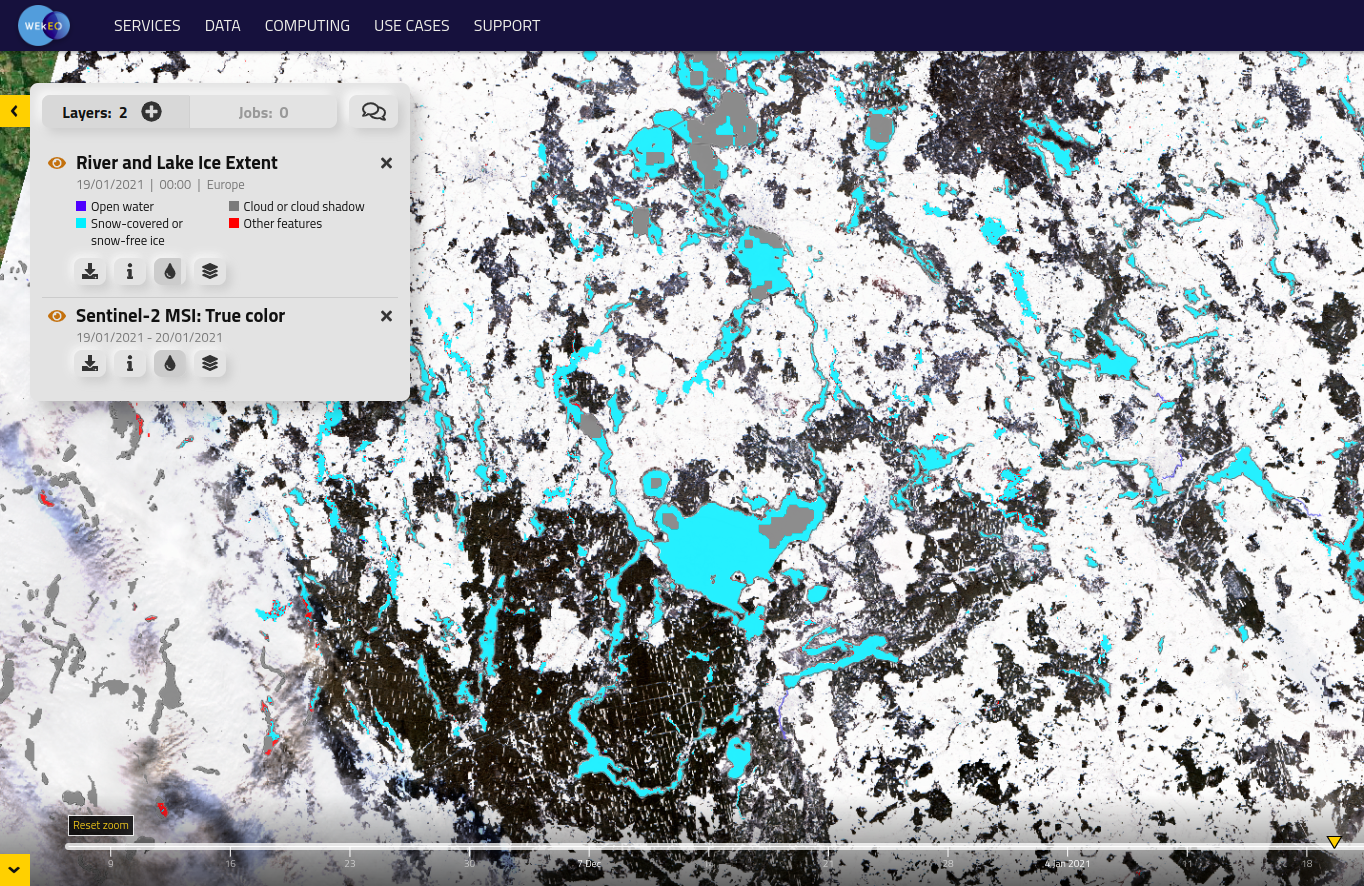 WEkEO SERVICES DATA COMPUTING USE CASES SUPPORT
Layers: 2 Jobs: 0
River and Lake Ice Extent
19/01/2021 | 00:00 | Europe
Open water Cloud or cloud shadow
Snow-covered or Other features
snow-free ice
Sentinel-2 MSI: True color
19/01/2021 - 20/01/2021
Reset zoom
9 16 23 30 7 Dec 14 21 28 4 Jan 2021 11 18